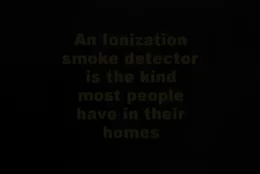 An Ionization
smoke detector
is the kind
most people
have in their
homes